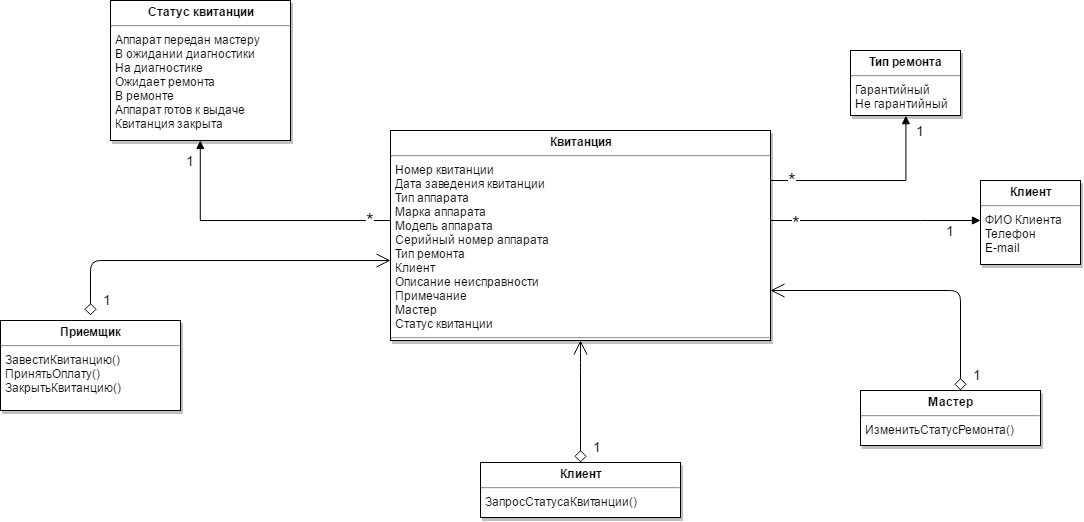 Статус квитанции
Аппарат передан мастеру
В ожидании диагностики
На диагностике
Ожидает ремонта
В ремонте
Аппарат готов к выдаче
Квитанция закрыта
1
*
Тип ремонта
Гарантийный
Не гарантийный
1
*
Квитанция
Номер квитанции
Дата заведения квитанции
Тип аппарата
Марка аппарата
Модель аппарата
Серийный номер аппарата
Тип ремонта
Клиент
Описание неисправности
Примечание
Мастер
Статус квитанции
*
1
Клиент
ФИО Клиента
Телефон
E-mail
1
Приемщик
ЗавестиКвитанцию()
ПринятьОплату()
ЗакрытьКвитанцию()
1
Мастер
ИзменитьСтатусРемонта()
1
Клиент
ЗапросСтатусаКвитанции()